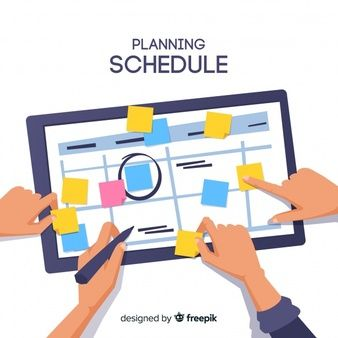 PLANNING
SCHEDULE
designed by freepik